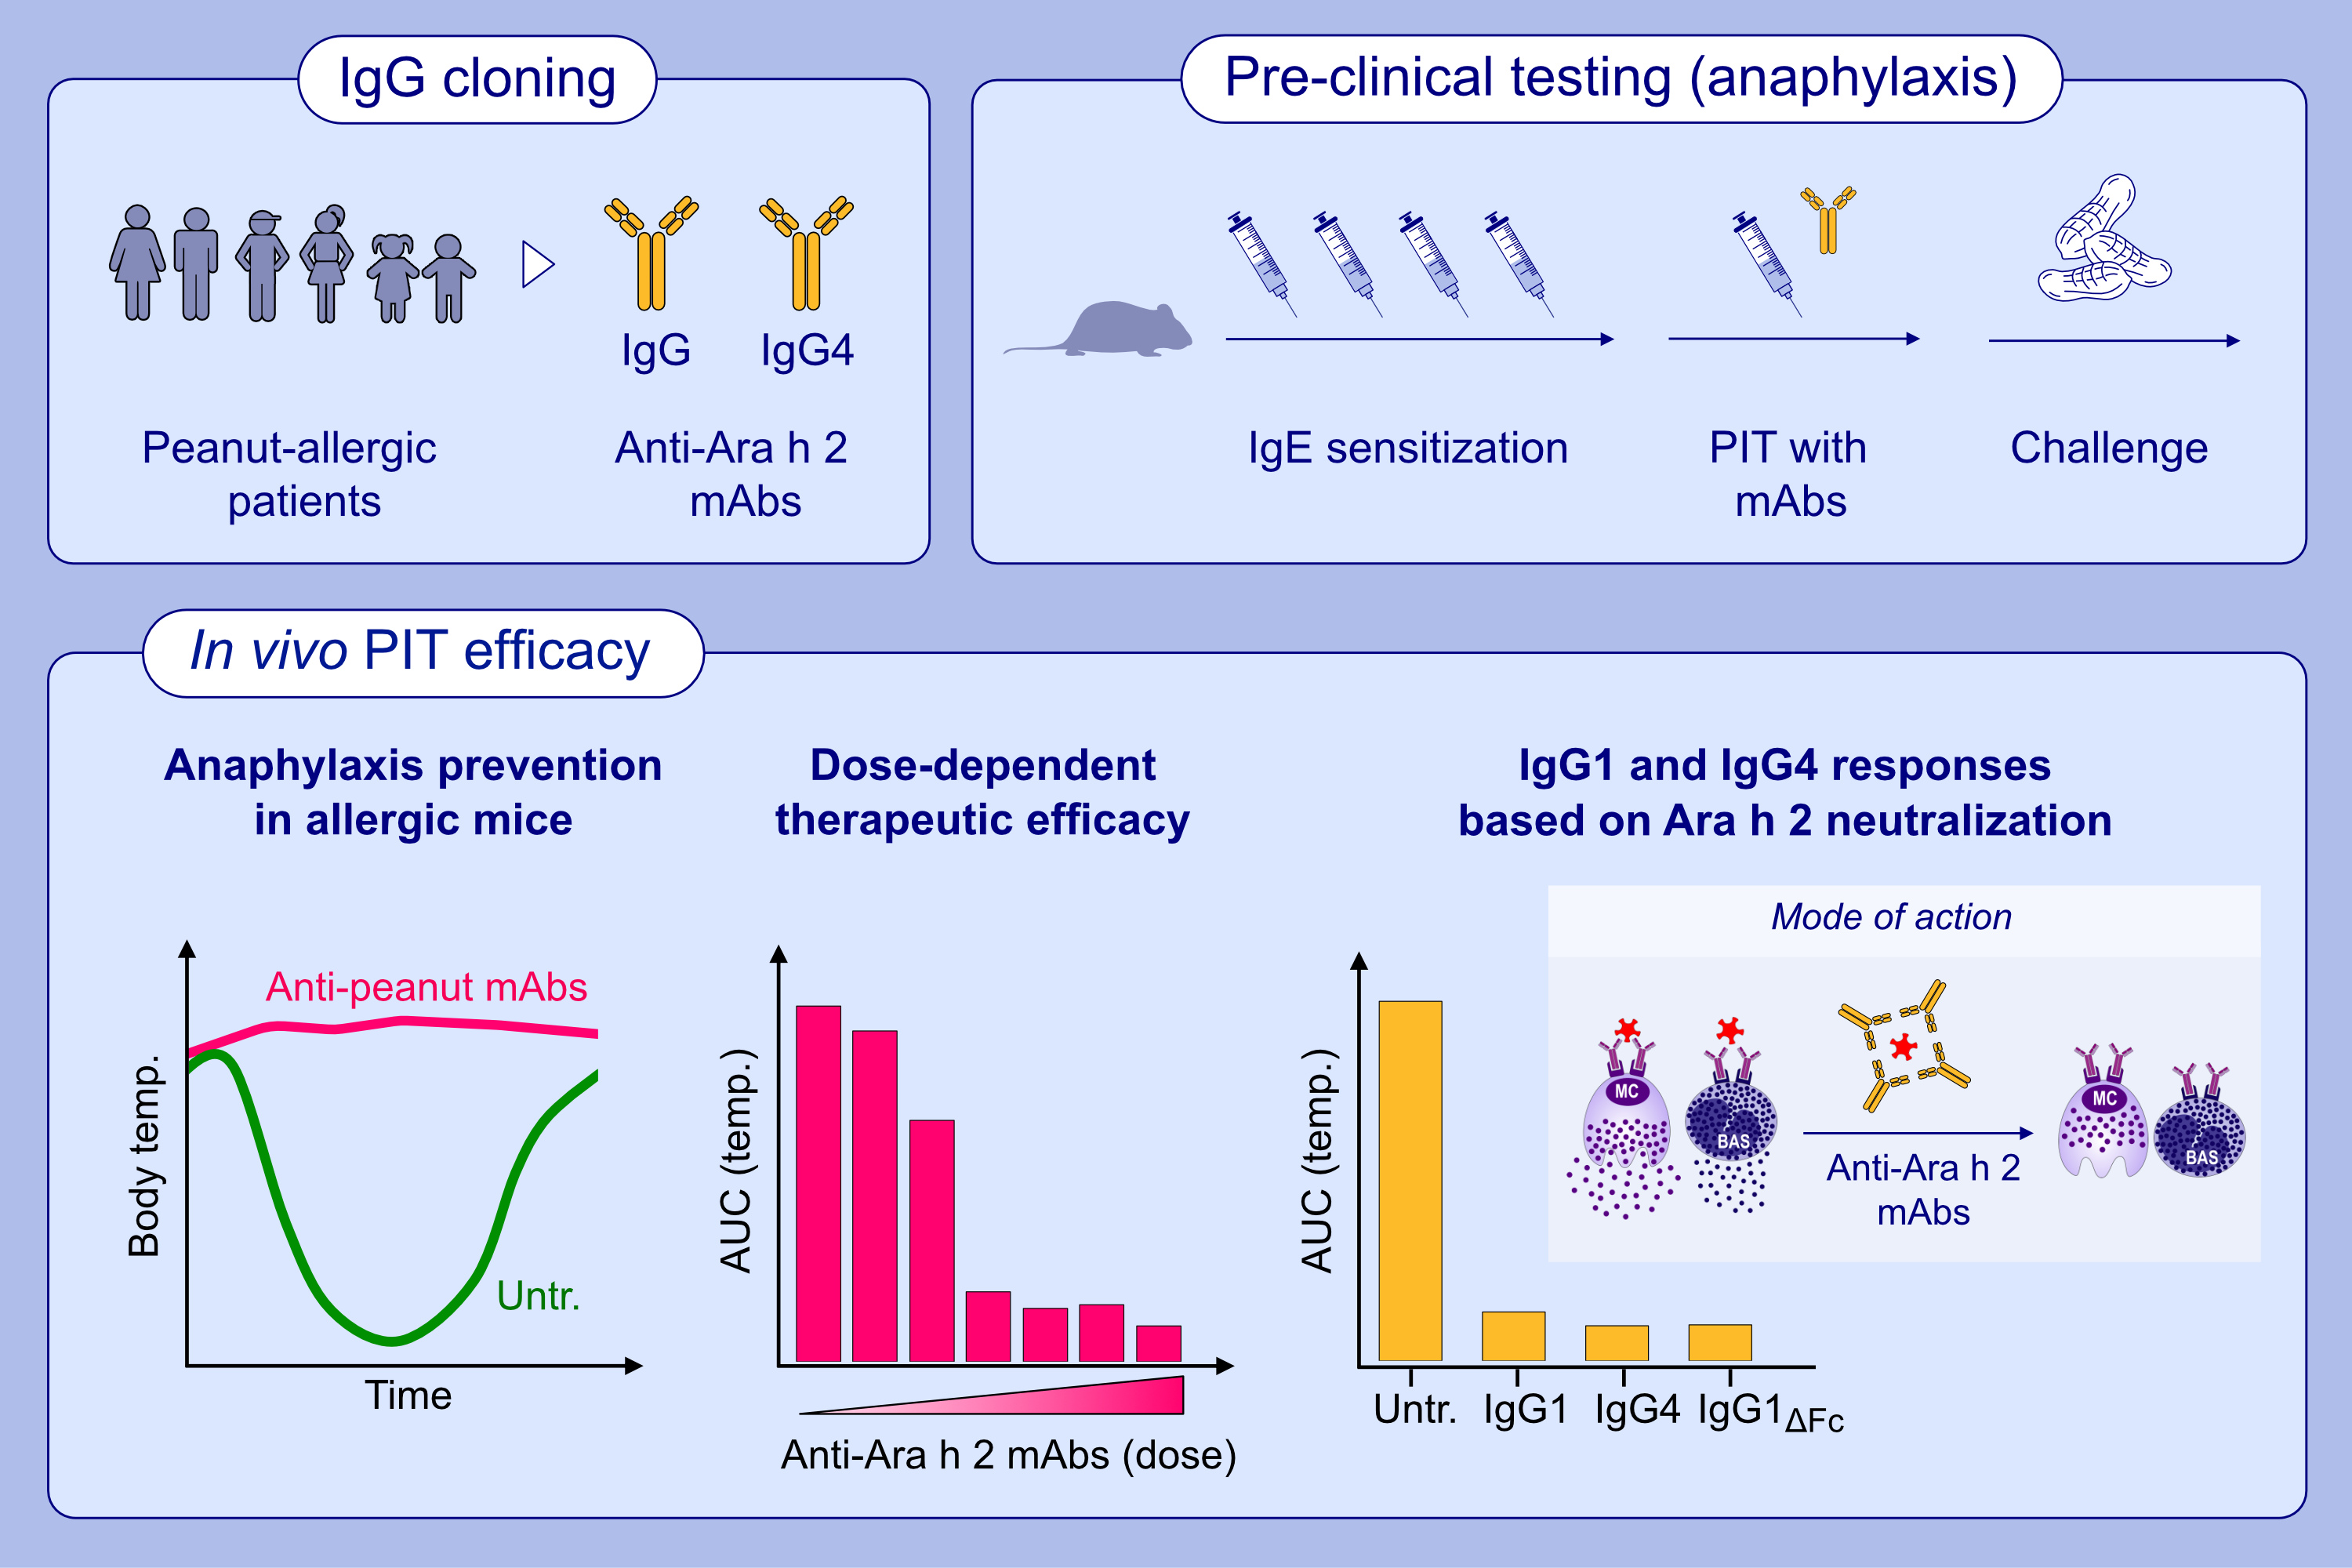 IgG cloning
IgG
IgG4
Peanut-allergic
patients
Anti-Ara h 2
mAbs
Pre-clinical testing (anaphylaxis)
IgE sensitization
PIT with
mAbs
Challenge
In vivo PIT efficacy
Anaphylaxis prevention
in allergic mice
Body temp.
Anti-peanut mAbs
Untr.
Time
Dose-dependent
therapeutic efficacy
AUC (temp.)
Anti-Ara h 2 mAbs (dose)
IgG1 and IgG4 responses
based on Ara h 2 neutralization
AUC (temp.)
Untr.
IgG1
IgG4
IgG1ΔFc
Mode of action
MC
BAS
Anti-Ara h 2
mAbs
MC
BAS